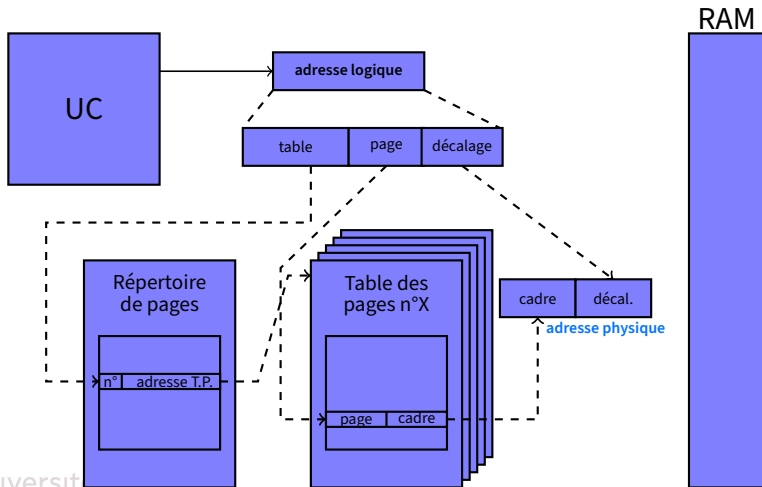 RAM
adresse logique
UC
table page décalage
Répertoire
de pages
Table des
pages n°X
cadre décal.
adresse physique
n° adresse T.P.
page cadre